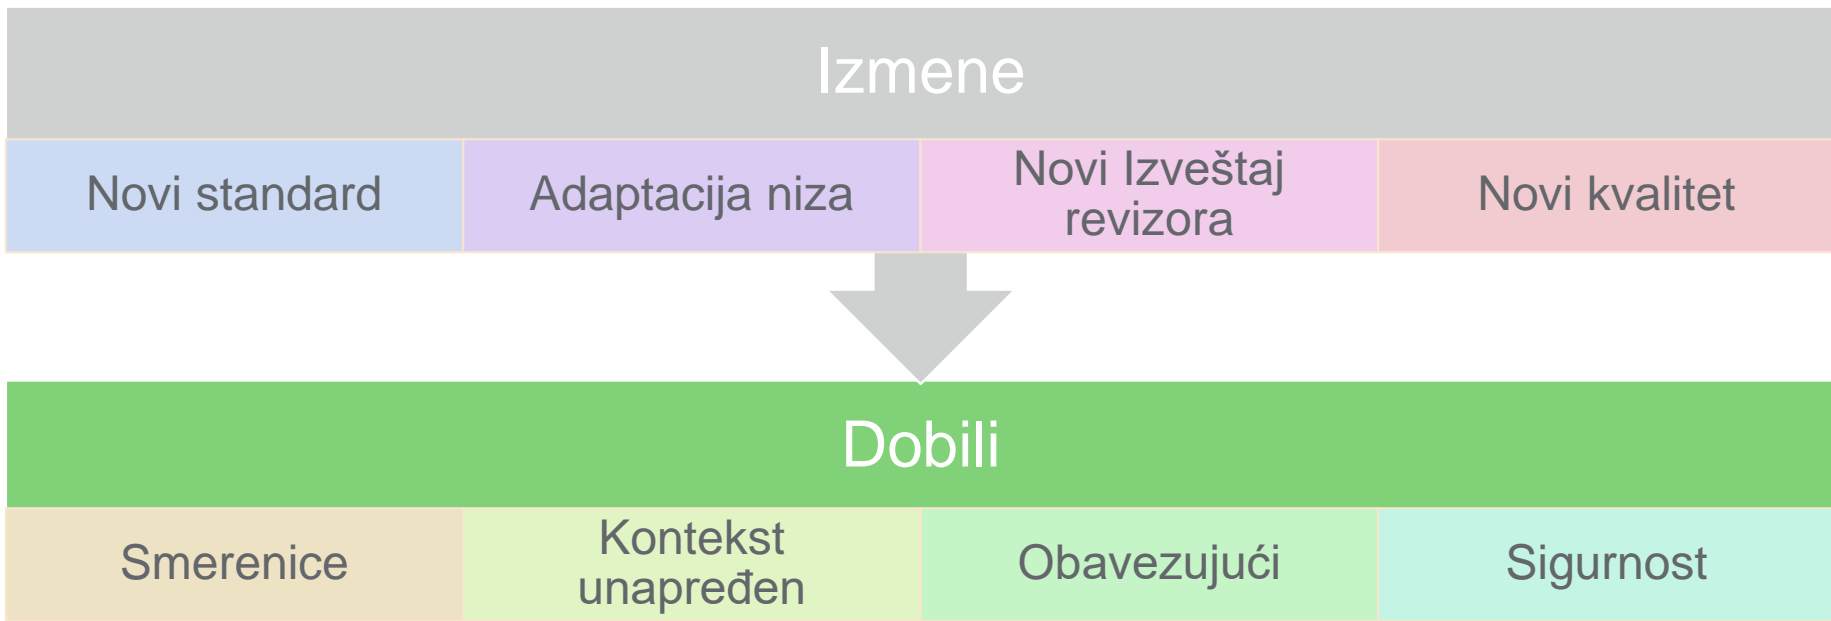 Izmene
Novi standard
Adaptacija niza
Novi Izveštaj
revizora
Novi kvalitet
Dobili
Smerenice
Kontekst
unapređen
Obavezujući
Sigurnost